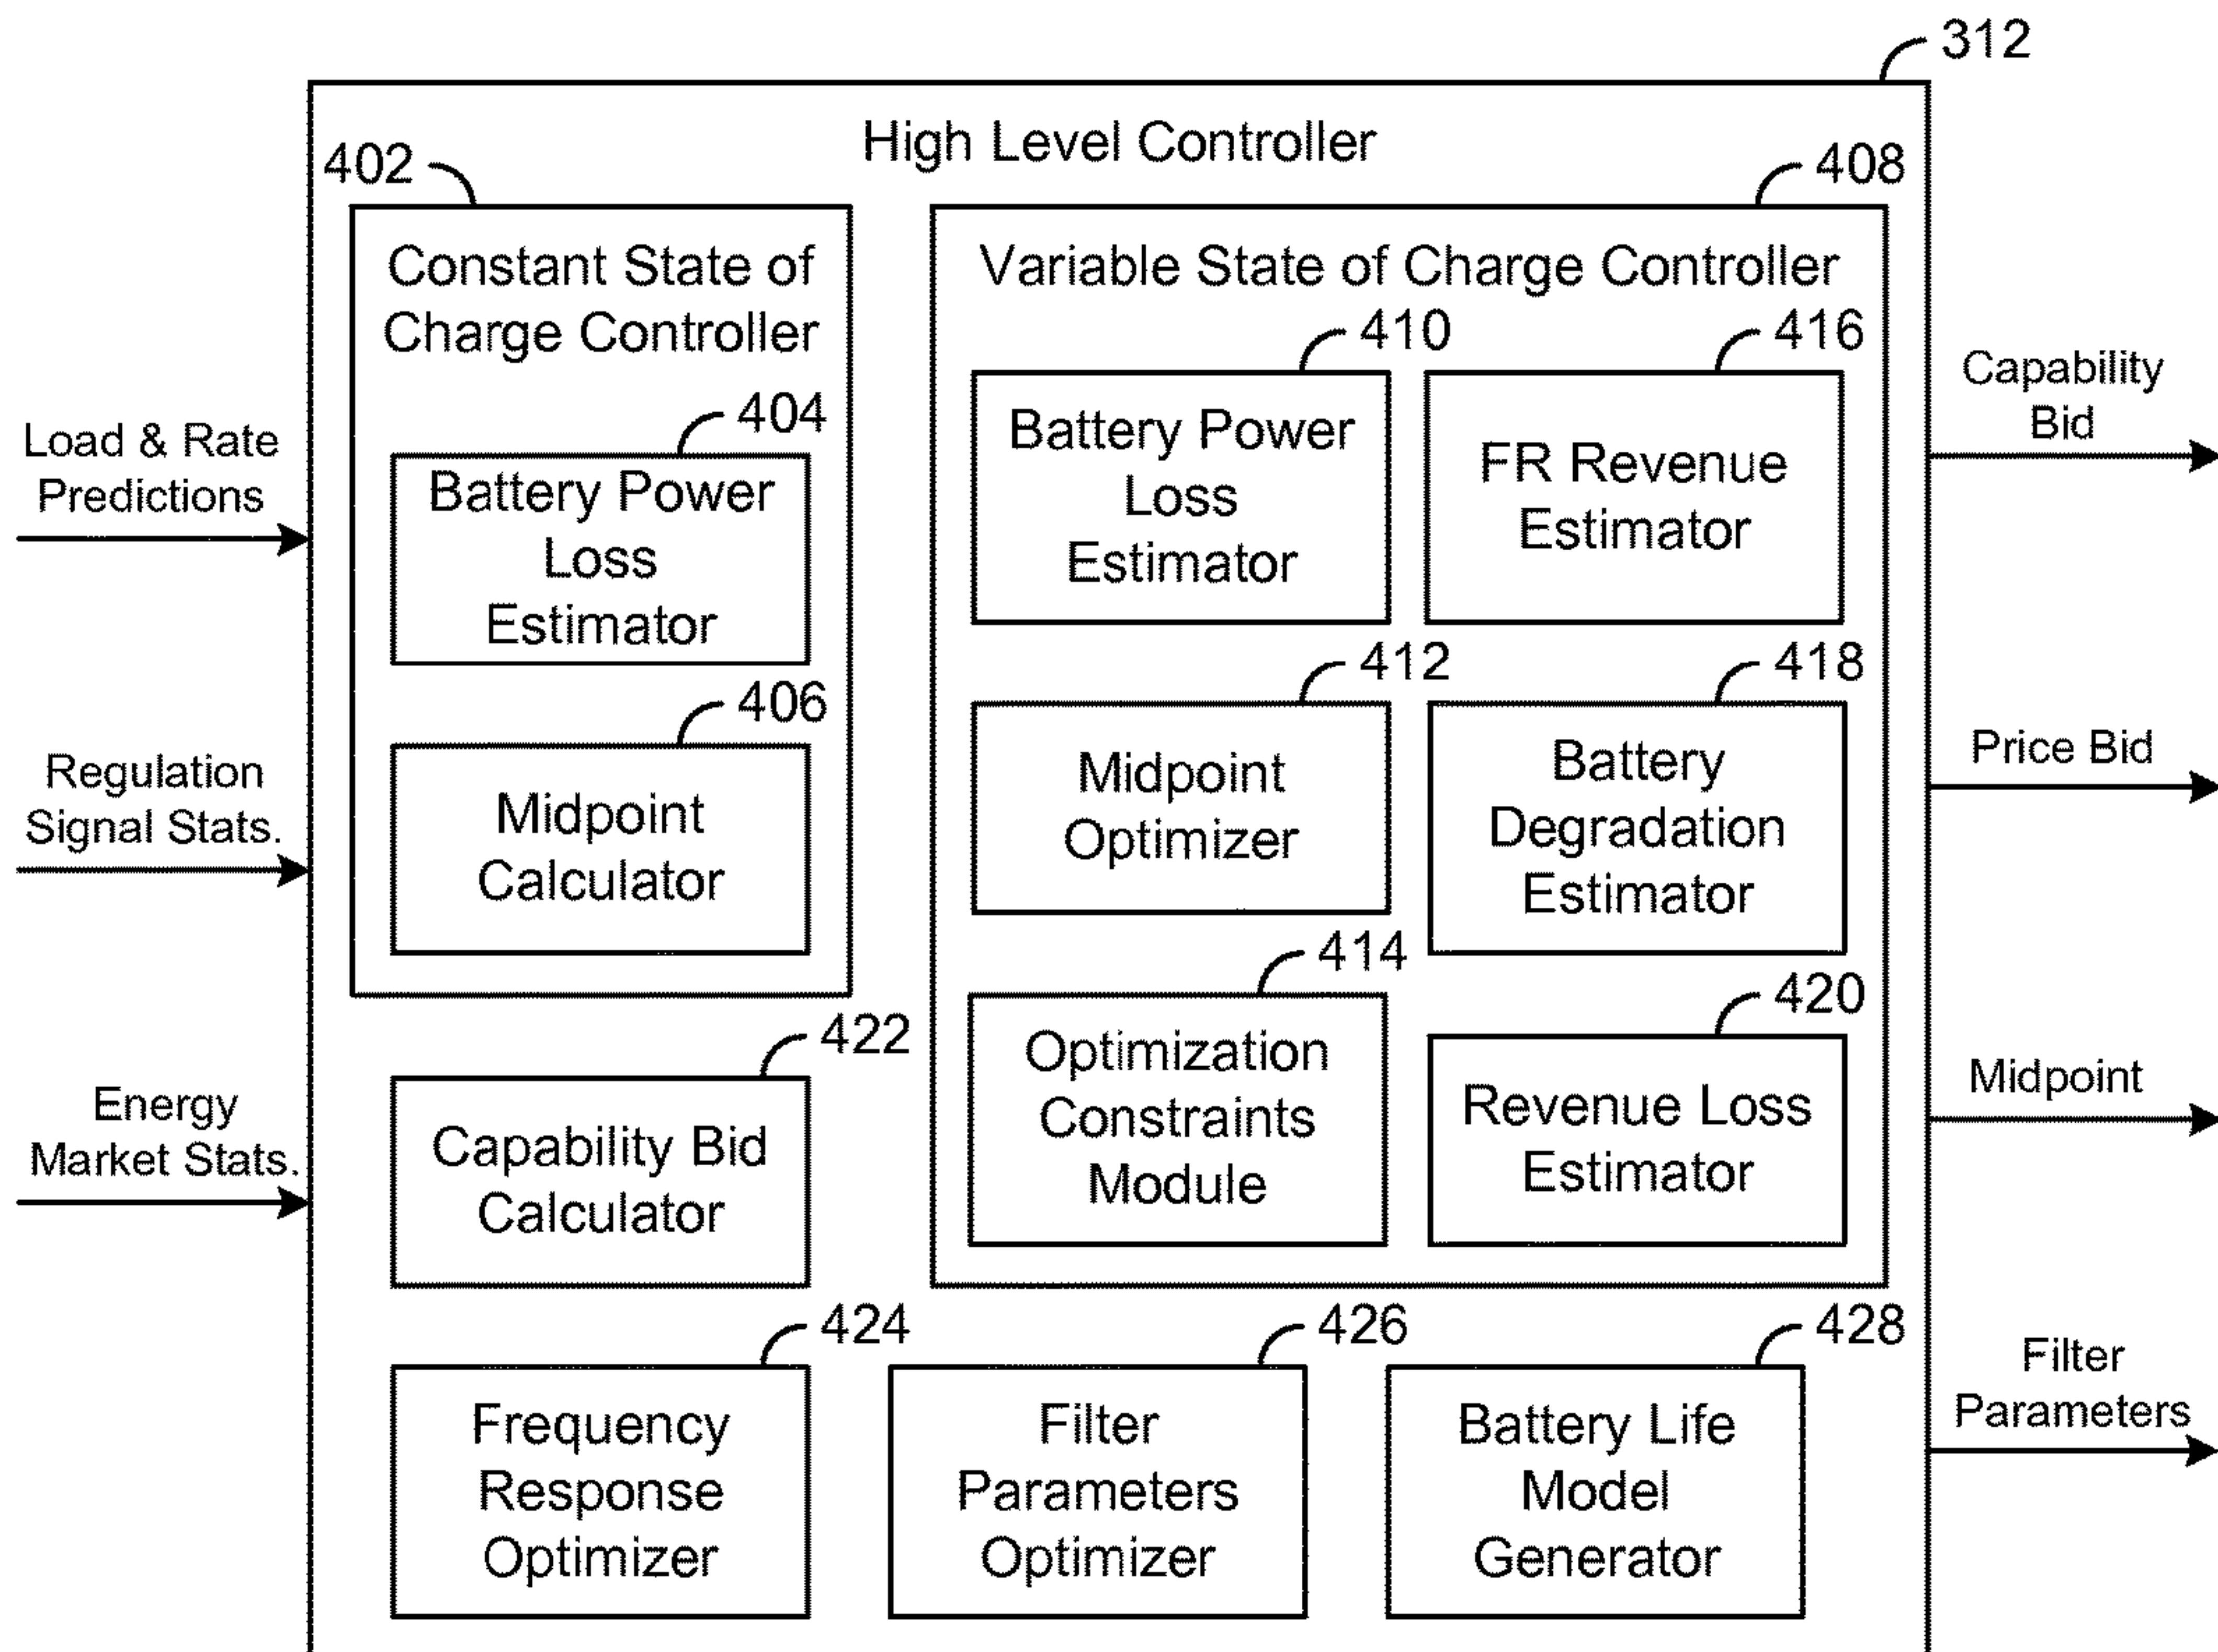 312
High Level Controller
402
408
Constant State of
Charge Controller
Variable State of Charge Controller
404
Battery Power
Loss
Estimator
406
Midpoint
Calculator
410
Battery Power
Loss
Estimator
416
FR Revenue
Estimator
412
Midpoint
Optimizer
418
Battery
Degradation
Estimator
414
Optimization
Constraints
Module
420
Revenue Loss
Estimator
422
Capability Bid
Calculator
424
Frequency
Response
Optimizer
426
Filter
Parameters
Optimizer
428
Battery Life
Model
Generator
Load & Rate
Predictions
Regulation
Signal Stats.
Energy
Market Stats.
Capability
Bid
Price Bid
Midpoint
Filter
Parameters